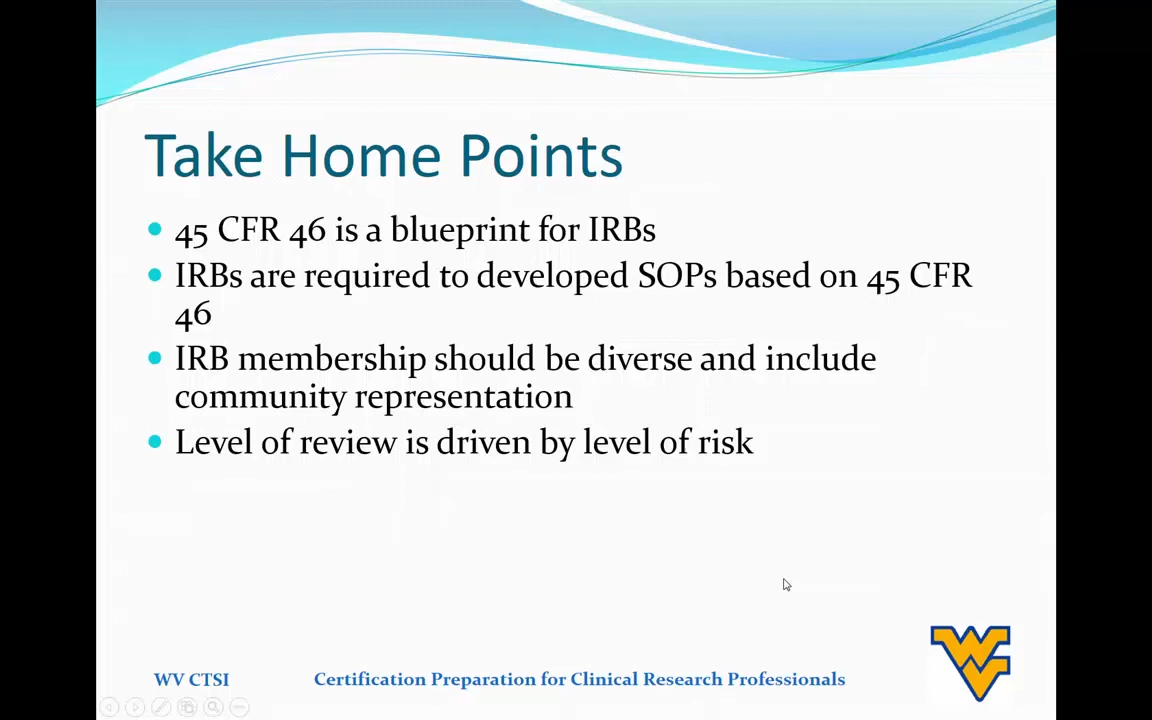 Take Home Points
45 CFR 46 is a blueprint for IRBs
IRBs are required to developed SOPs based on 45 CFR
46
IRB membership should be diverse and include
community representation
Level of review is driven by level of risk
WV CTSI
Certification Preparation for Clinical Research Professionals
WV